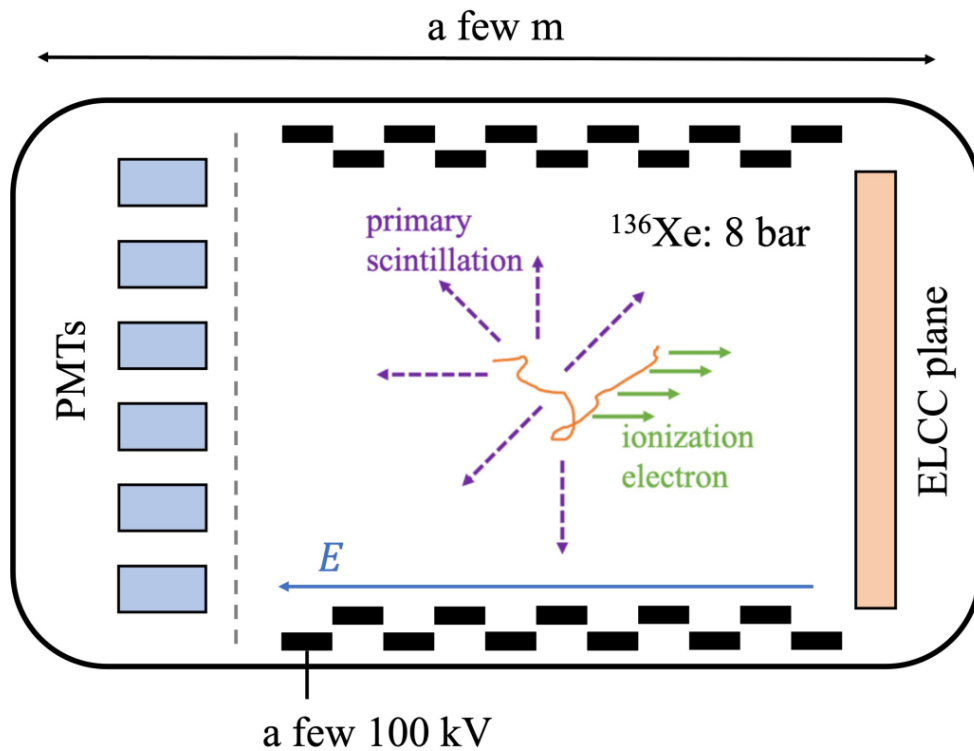 a few m
primary
scintillation
¹³⁶Xe: 8 bar
PMTs
ELCC plane
ionization
electron
E
a few 100 kV